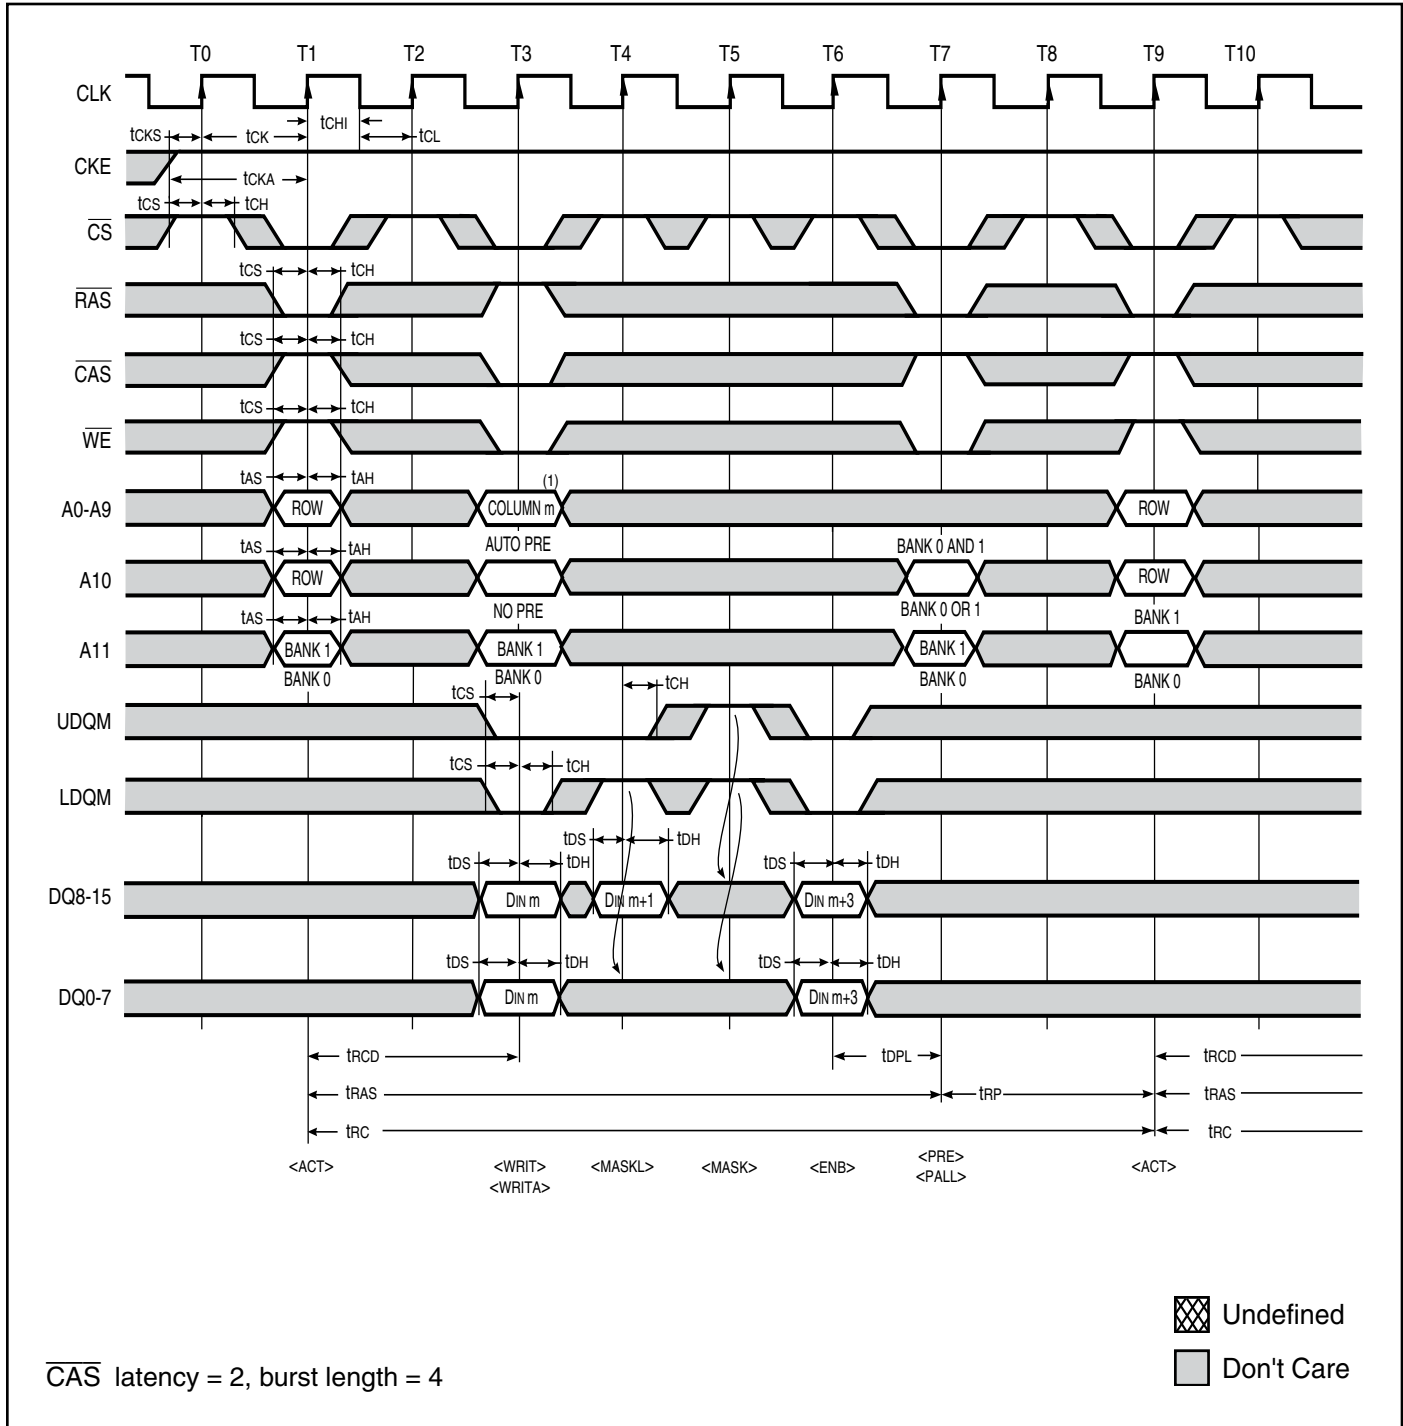 T0 T1 T2 T3 T4 T5 T6 T7 T8 T9 T10
CLK
tCHI
tCKS tCK tCL
CKE
tCKA
tCS tCH
CS
tCS tCH
RAS
tCS tCH
CAS
tCS tCH
WE
tAS tAH (1)
A0-A9 ROW COLUMN m ROW
tAS tAH AUTO PRE BANK 0 AND 1
A10 ROW ROW
tAS tAH NO PRE BANK 0 OR 1 BANK 1
A11 BANK 1 BANK 1 BANK 1
BANK 0 BANK 0 BANK 0 BANK 0
tCS tCH
UDQM
tCS tCH
LDQM
tDS tDH
tDS tDH tDS tDH
DQ8-15 DIN m DIN m+1 DIN m+3
tDS tDH tDS tDH
DQ0-7 DIN m DIN m+3
tRCD tDPL tRCD
tRAS tRP tRAS
tRC tRC
<ACT> <WRIT> <MASKL> <MASK> <ENB> <PRE> <ACT>
<WRITA> <PALL>
Undefined
Don't Care
CAS latency = 2, burst length = 4